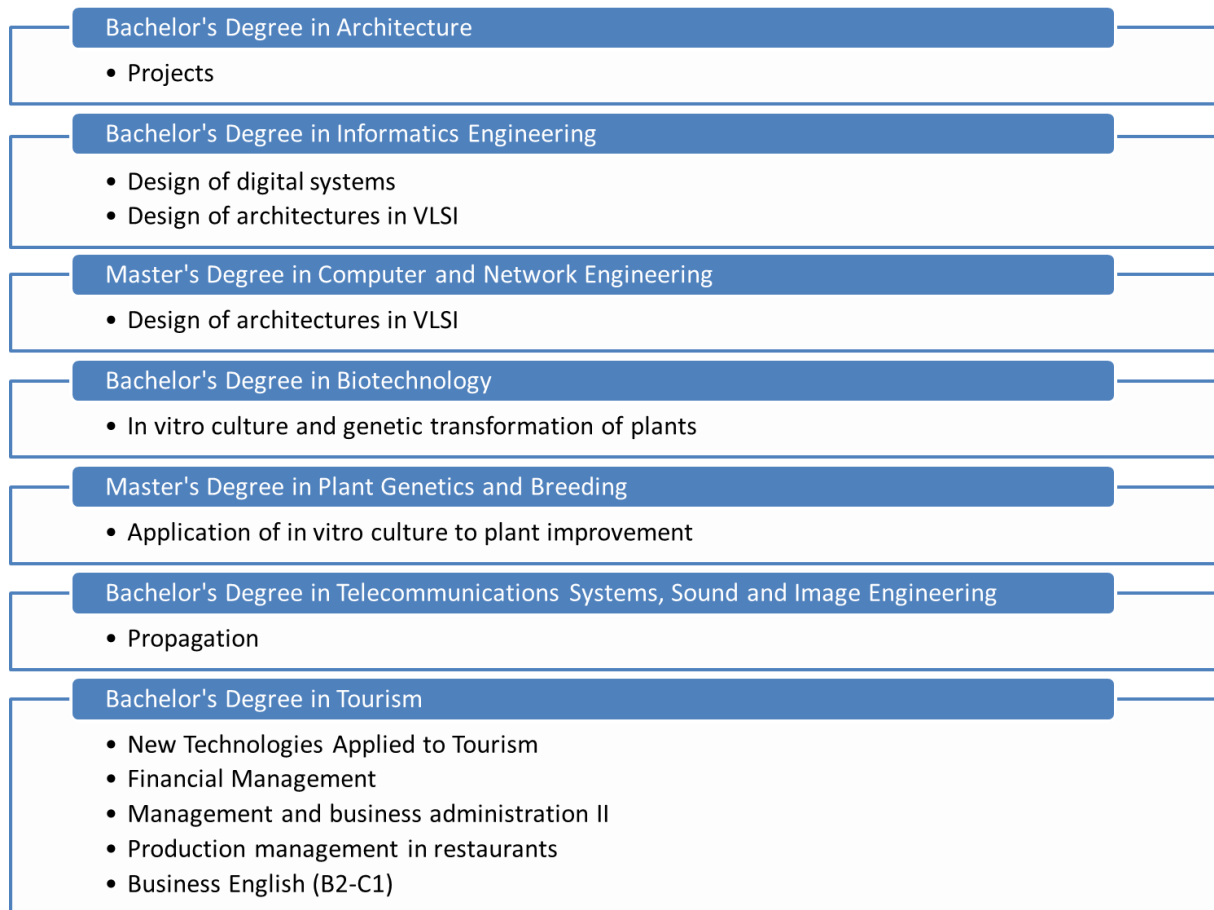 Bachelor's Degree in Architecture
• Projects
Bachelor's Degree in Informatics Engineering
• Design of digital systems
• Design of architectures in VLSI
Master's Degree in Computer and Network Engineering
• Design of architectures in VLSI
Bachelor's Degree in Biotechnology
• In vitro culture and genetic transformation of plants
Master's Degree in Plant Genetics and Breeding
• Application of in vitro culture to plant improvement
Bachelor's Degree in Telecommunications Systems, Sound and Image Engineering
• Propagation
Bachelor's Degree in Tourism
• New Technologies Applied to Tourism
• Financial Management
• Management and business administration II
• Production management in restaurants
• Business English (B2-C1)